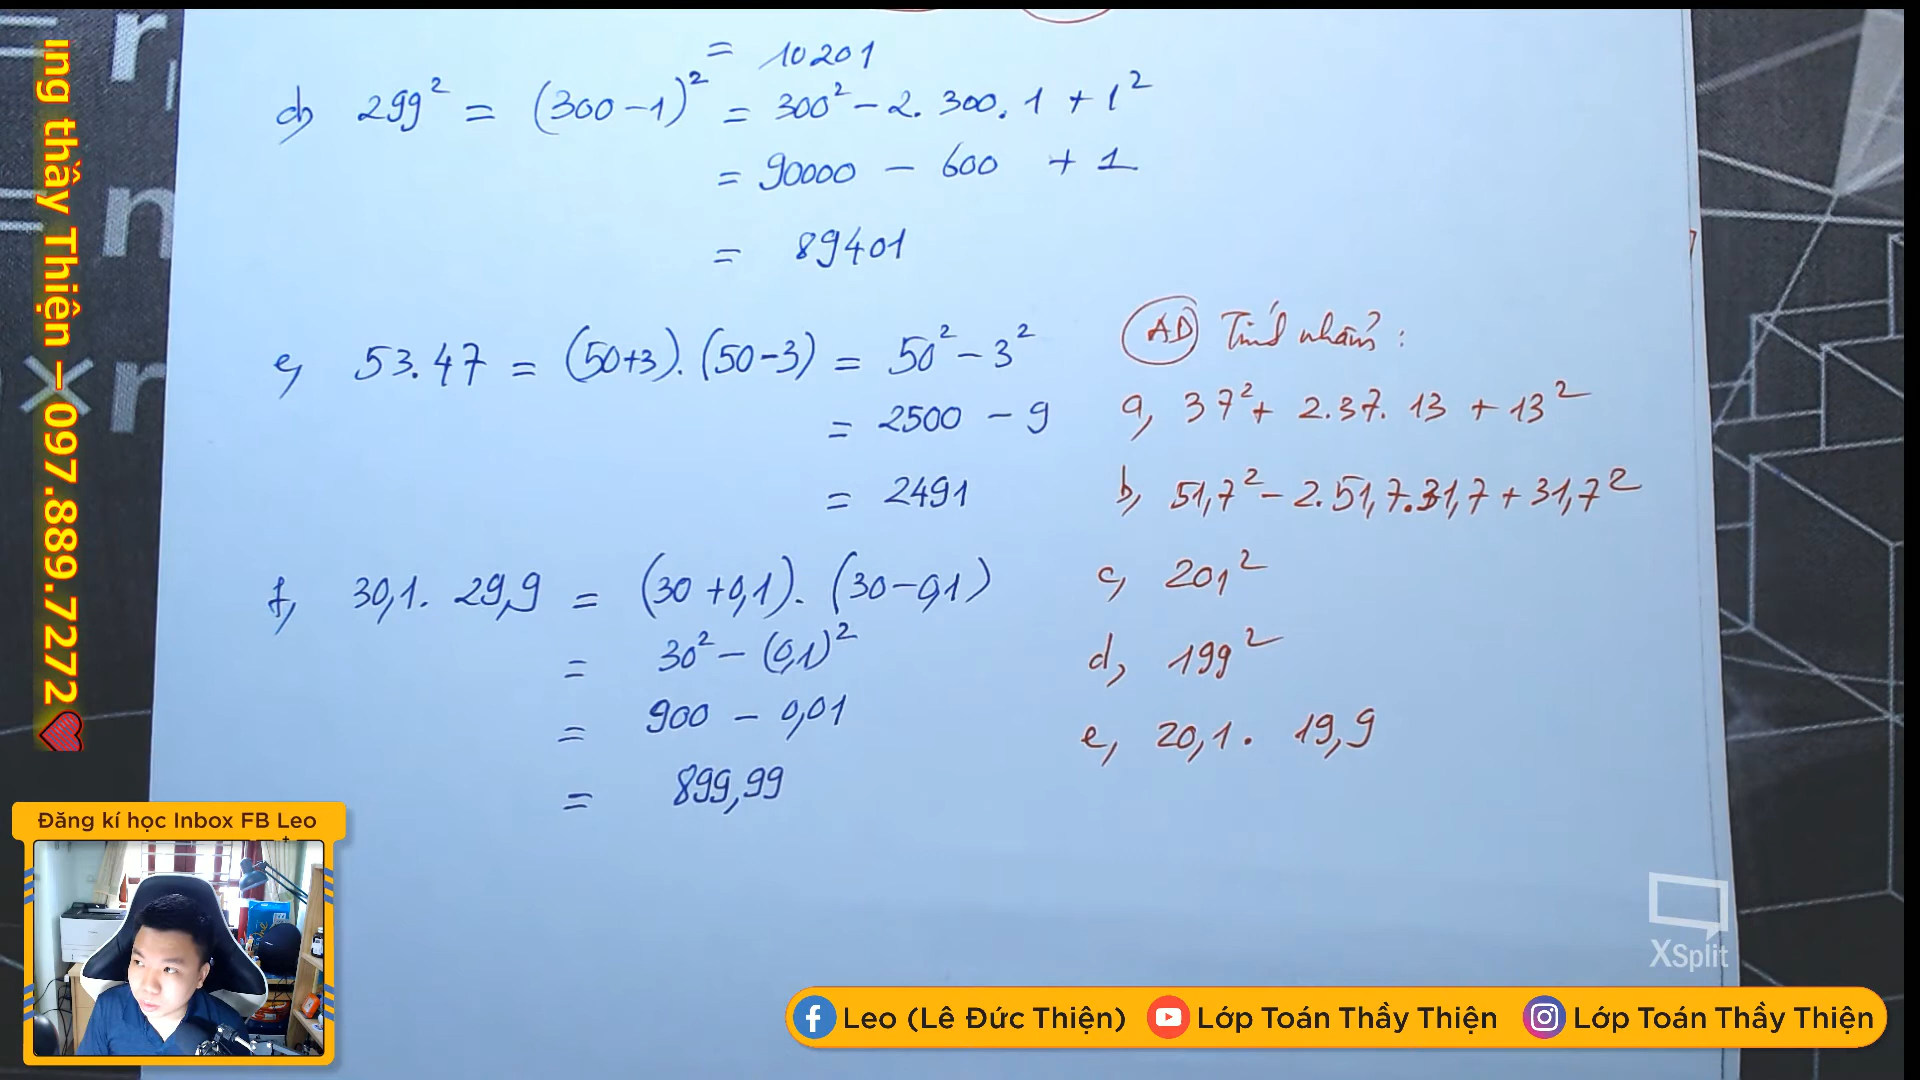 = 10201
d, 299² = (300-1)² = 300² - 2. 300. 1 + 1²
= 90000 - 600 + 1
= 89401
e, 53.47 = (50+3). (50-3) = 50² - 3²
= 2500 - 9
= 2491
f, 30,1. 29,9 = (30+0,1). (30-0,1)
= 30² - (0,1)²
= 900 - 0,01
= 899,99
AD Tính nhẩm:
a, 37² + 2.37. 13 + 13²
b, 51,7² - 2.51,7.31,7 + 31,7²
c, 201²
d, 199²
e, 20,1. 19,9
ing thầy Thiện – 097.889.7272
Đăng kí học Inbox FB Leo
XSplit
Leo (Lê Đức Thiện) Lớp Toán Thầy Thiện Lớp Toán Thầy Thiện